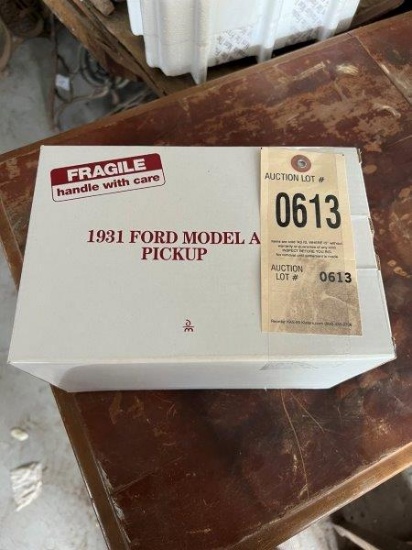 FRAGILE
handle with care
1931 FORD MODEL A
PICKUP
AUCTION LOT #
0613
AUCTION
LOT #
0613